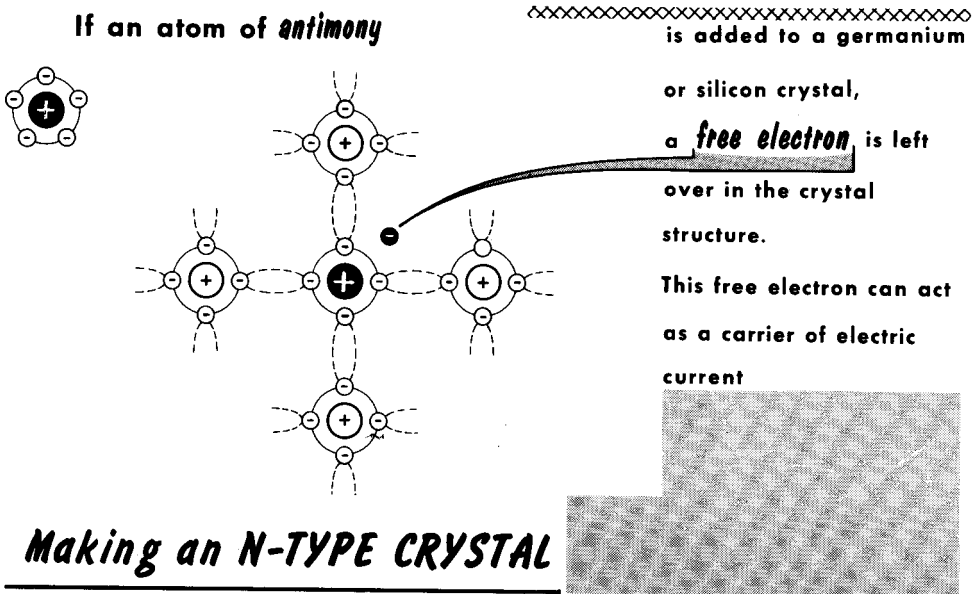 If an atom of antimony
is added to a germanium
or silicon crystal,
a free electron is left
over in the crystal
structure.
This free electron can act
as a carrier of electric
current
Making an N-TYPE CRYSTAL